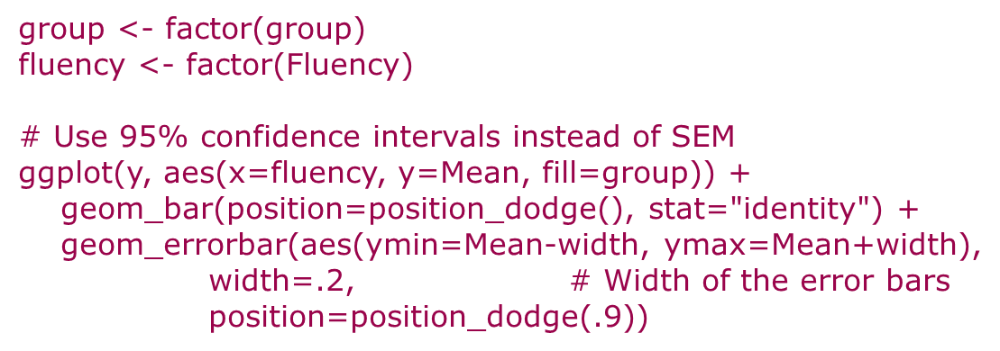 group <- factor(group)
fluency <- factor(Fluency)
# Use 95% confidence intervals instead of SEM
ggplot(y, aes(x=fluency, y=Mean, fill=group)) +
geom_bar(position=position_dodge(), stat="identity") +
geom_errorbar(aes(ymin=Mean-width, ymax=Mean+width),
width=.2, # Width of the error bars
position=position_dodge(.9))